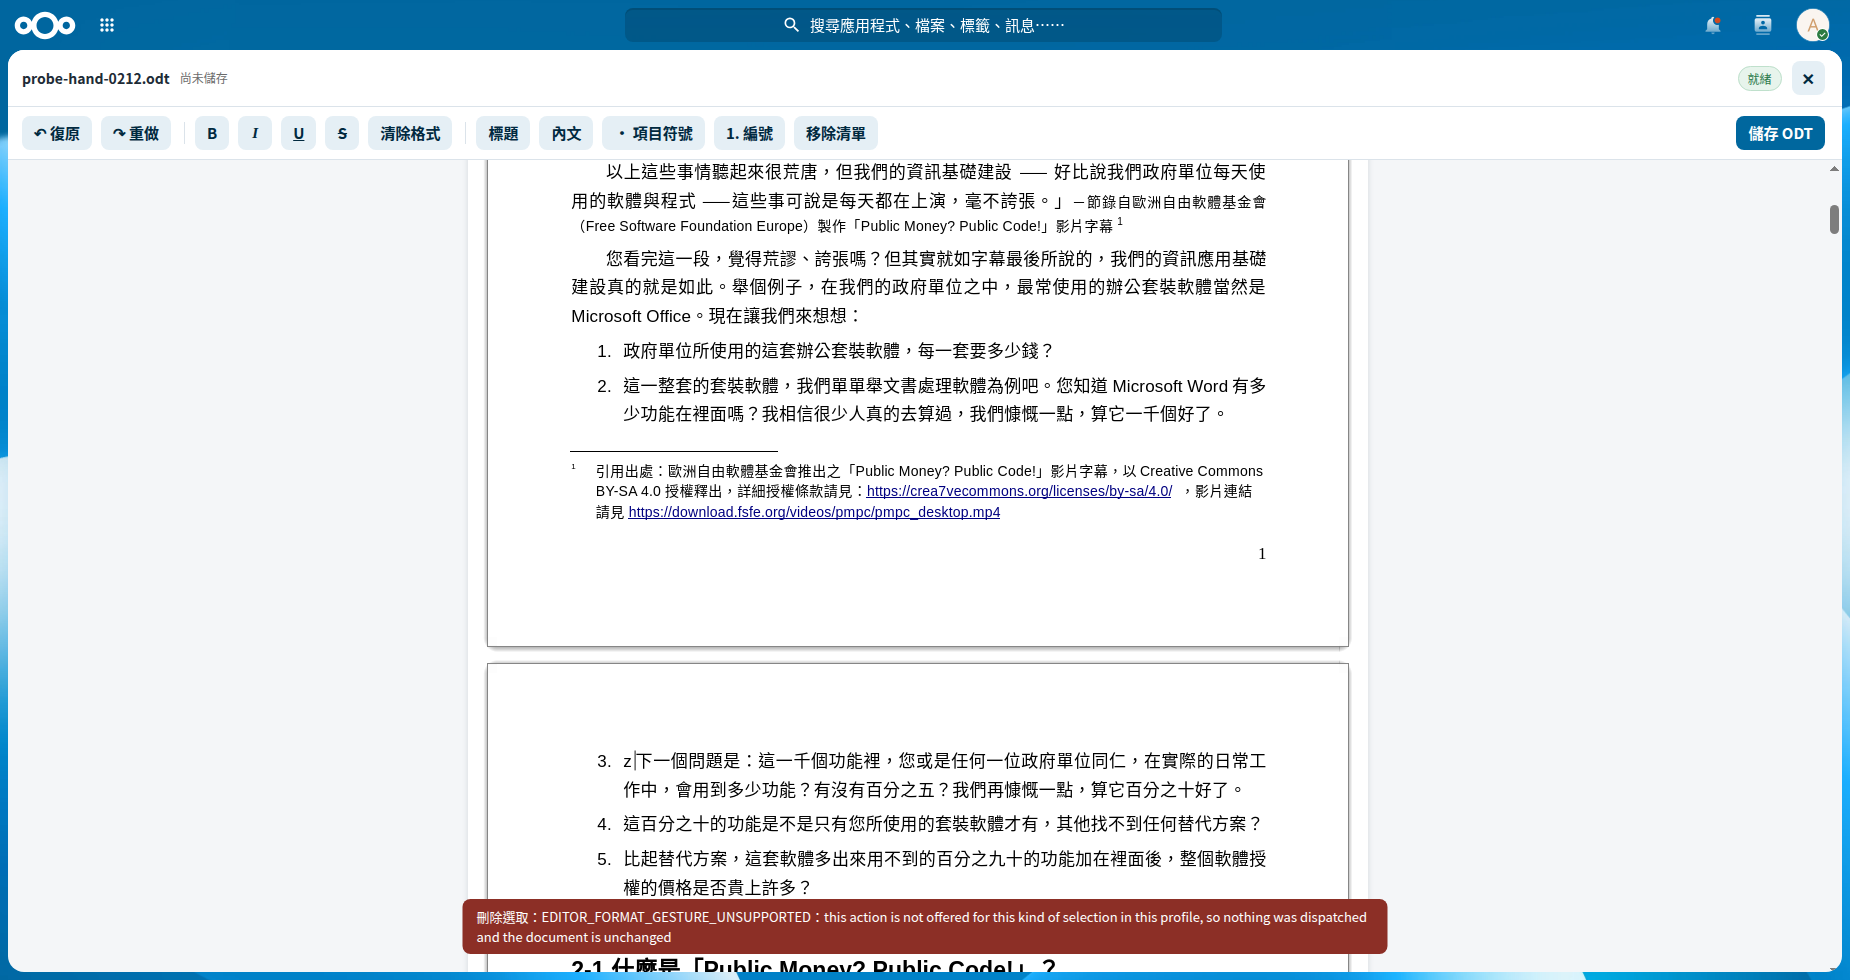 搜尋應用程式、檔案、標籤、訊息……
A
probe-hand-0212.odt 尚未儲存
就緒 ×
↶ 復原 ↷ 重做 B I U S 清除格式 標題 內文 • 項目符號 1. 編號 移除清單 儲存 ODT
以上這些事情聽起來很荒唐，但我們的資訊基礎建設 —— 好比說我們政府單位每天使
用的軟體與程式 ——這些事可說是每天都在上演，毫不誇張。」－節錄自歐洲自由軟體基金會
（Free Software Foundation Europe）製作「Public Money? Public Code!」影片字幕 1
您看完這一段，覺得荒謬、誇張嗎？但其實就如字幕最後所說的，我們的資訊應用基礎
建設真的就是如此。舉個例子，在我們的政府單位之中，最常使用的辦公套裝軟體當然是
Microsoft Office。現在讓我們來想想：
1. 政府單位所使用的這套辦公套裝軟體，每一套要多少錢？
2. 這一整套的套裝軟體，我們單單舉文書處理軟體為例吧。您知道 Microsoft Word 有多
少功能在裡面嗎？我相信很少人真的去算過，我們慷慨一點，算它一千個好了。
1 引用出處：歐洲自由軟體基金會推出之「Public Money? Public Code!」影片字幕，以 Creative Commons
BY-SA 4.0 授權釋出，詳細授權條款請見：https://crea7vecommons.org/licenses/by-sa/4.0/ ，影片連結
請見 https://download.fsfe.org/videos/pmpc/pmpc_desktop.mp4
1
3. z下一個問題是：這一千個功能裡，您或是任何一位政府單位同仁，在實際的日常工
作中，會用到多少功能？有沒有百分之五？我們再慷慨一點，算它百分之十好了。
4. 這百分之十的功能是不是只有您所使用的套裝軟體才有，其他找不到任何替代方案？
5. 比起替代方案，這套軟體多出來用不到的百分之九十的功能加在裡面後，整個軟體授
權的價格是否貴上許多？
刪除選取：EDITOR_FORMAT_GESTURE_UNSUPPORTED：this action is not offered for this kind of selection in this profile, so nothing was dispatched
and the document is unchanged
2-1 什麼是「Public Money? Public Code!」？